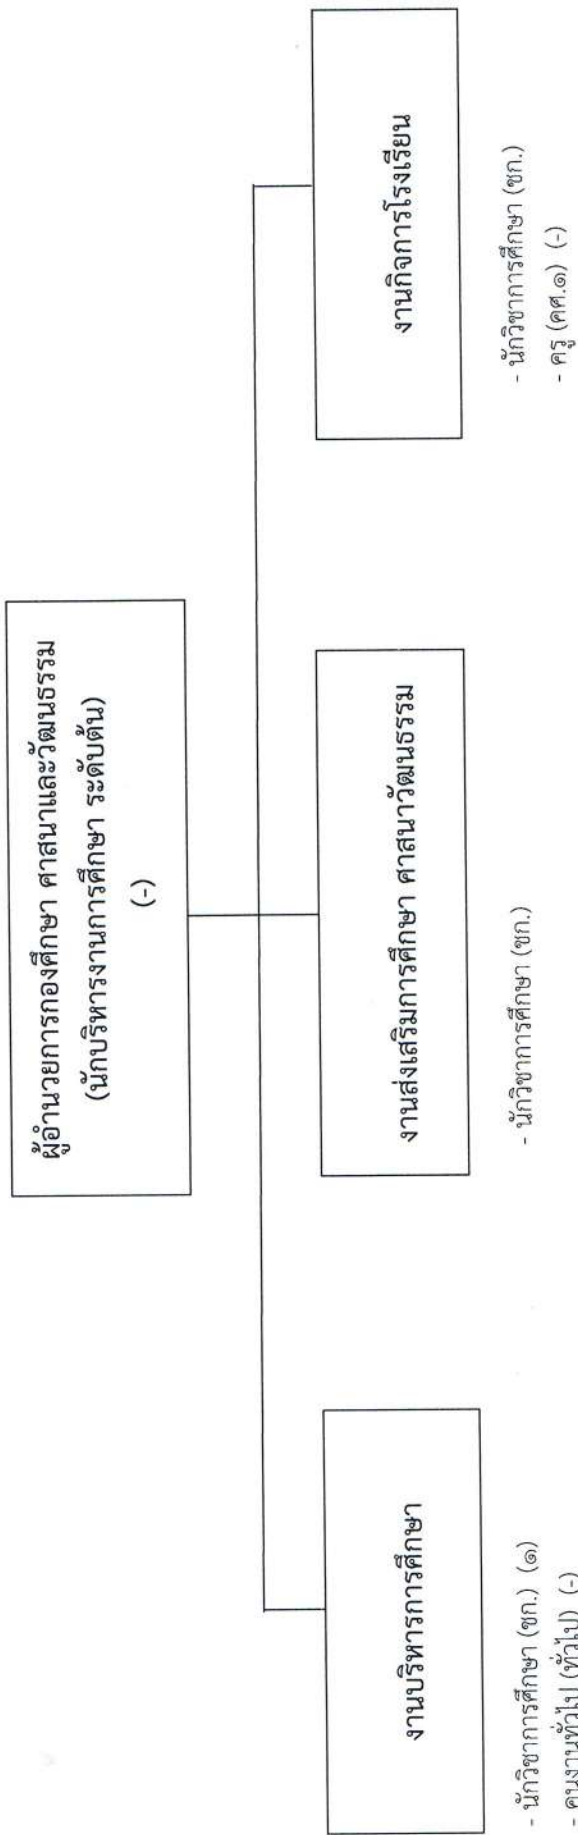 ผู้อำนวยการกองศึกษา ศาสนาและวัฒนธรรม
(นักบริหารงานการศึกษา ระดับต้น)
(-)
งานบริหารการศึกษา
- นักวิชาการศึกษา (ชก.) (๑)
- คนงานทั่วไป (ทั่วไป) (-)
งานส่งเสริมการศึกษา ศาสนาวัฒนธรรม
- นักวิชาการศึกษา (ชก.)
งานกิจการโรงเรียน
- นักวิชาการศึกษา (ชก.)
- ครู (คศ.๑) (-)